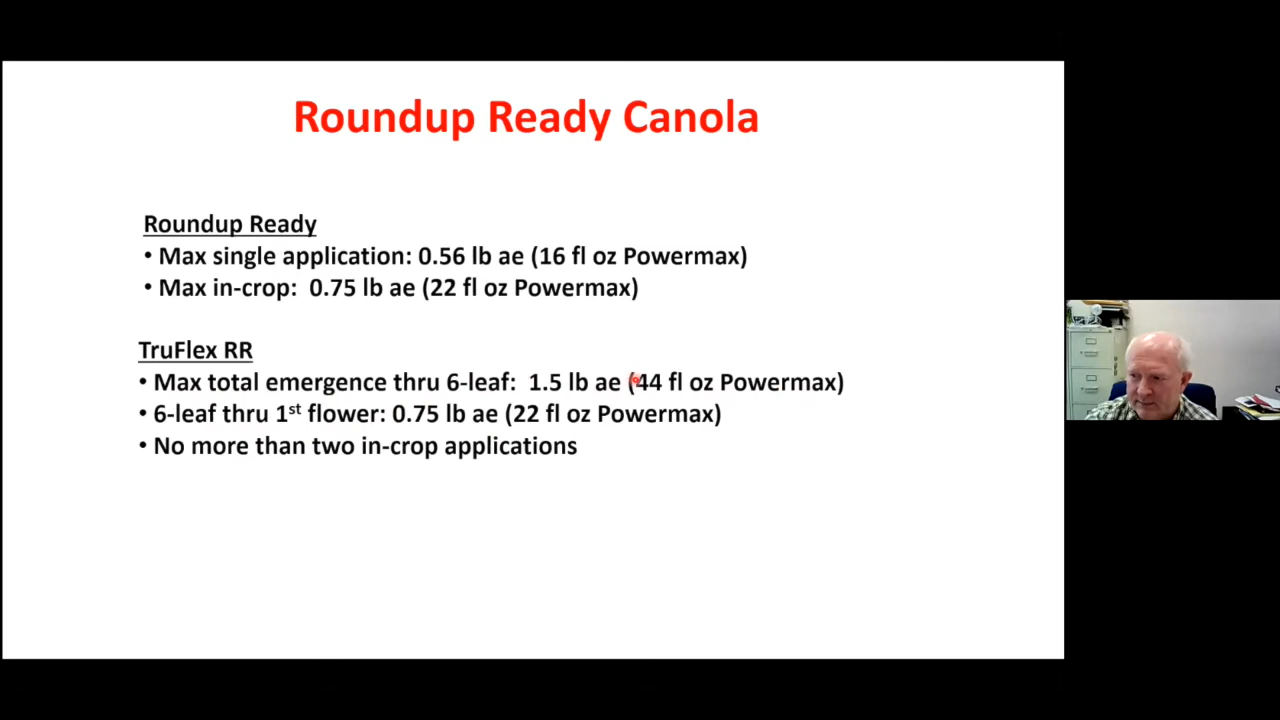 Roundup Ready Canola
Roundup Ready
• Max single application: 0.56 lb ae (16 fl oz Powermax)
• Max in-crop:  0.75 lb ae (22 fl oz Powermax)
TruFlex RR
• Max total emergence thru 6-leaf:  1.5 lb ae (44 fl oz Powermax)
• 6-leaf thru 1st flower: 0.75 lb ae (22 fl oz Powermax)
• No more than two in-crop applications